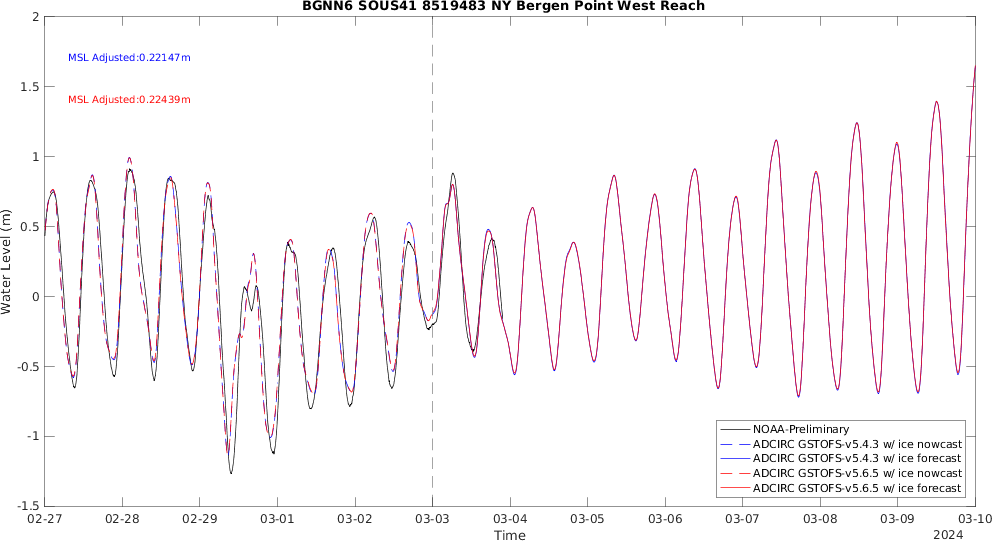 BGNN6 SOUS41 8519483 NY Bergen Point West Reach
2
1.5
1
0.5
0
-0.5
-1
-1.5
Water Level (m)
MSL Adjusted:0.22147m
MSL Adjusted:0.22439m
NOAA-Preliminary
ADCIRC GSTOFS-v5.4.3 w/ ice nowcast
ADCIRC GSTOFS-v5.4.3 w/ ice forecast
ADCIRC GSTOFS-v5.6.5 w/ ice nowcast
ADCIRC GSTOFS-v5.6.5 w/ ice forecast
02-27 02-28 02-29 03-01 03-02 03-03 03-04 03-05 03-06 03-07 03-08 03-09 03-10
Time
2024